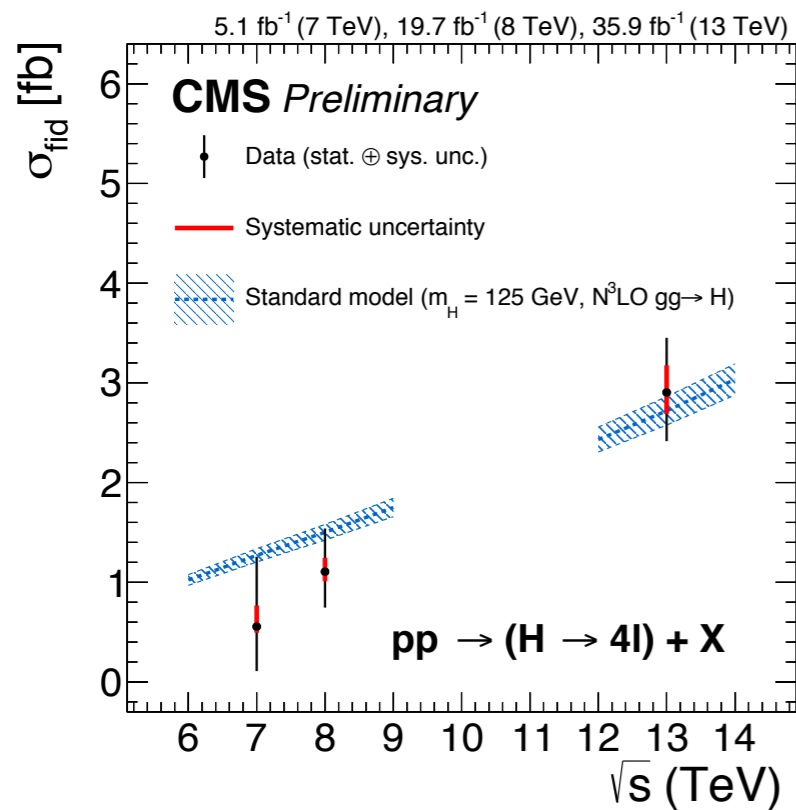 5.1 fb⁻¹ (7 TeV), 19.7 fb⁻¹ (8 TeV), 35.9 fb⁻¹ (13 TeV)
σ_fid [fb]
CMS Preliminary
Data (stat. ⊕ sys. unc.)
Systematic uncertainty
Standard model (m_H = 125 GeV, N³LO gg→ H)
6
5
4
3
2
1
0
pp → (H → 4l) + X
6 7 8 9 10 11 12 13 14
√s (TeV)